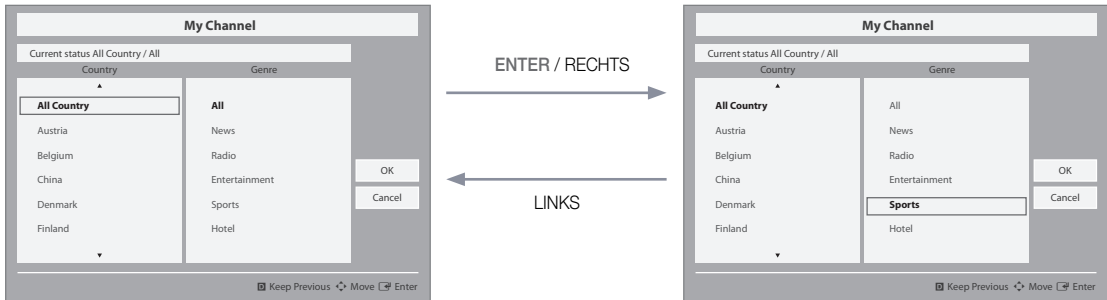 My Channel
Current status All Country / All
Country Genre
All Country All
Austria News
Belgium Radio
China Entertainment
Denmark Sports
Finland Hotel
OK
Cancel
D Keep Previous Move Enter
ENTER / RECHTS
LINKS
My Channel
Current status All Country / All
Country Genre
All Country All
Austria News
Belgium Radio
China Entertainment
Denmark Sports
Finland Hotel
OK
Cancel
D Keep Previous Move Enter